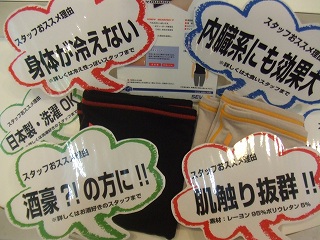 スタッフおススメ理由
身体が冷えない
※詳しくは冷え性っぽいスタッフまで
スタッフおススメ理由
内臓系にも効果大
※詳しくは大食いスタッフまで
スタッフおススメ理由
日本製・洗濯OK
スタッフおススメ理由
酒豪?!の方に!!
※詳しくはお酒好きのスタッフまで
スタッフおススメ理由
肌触り抜群!!
素材:レーヨン95%ポリウレタン5%